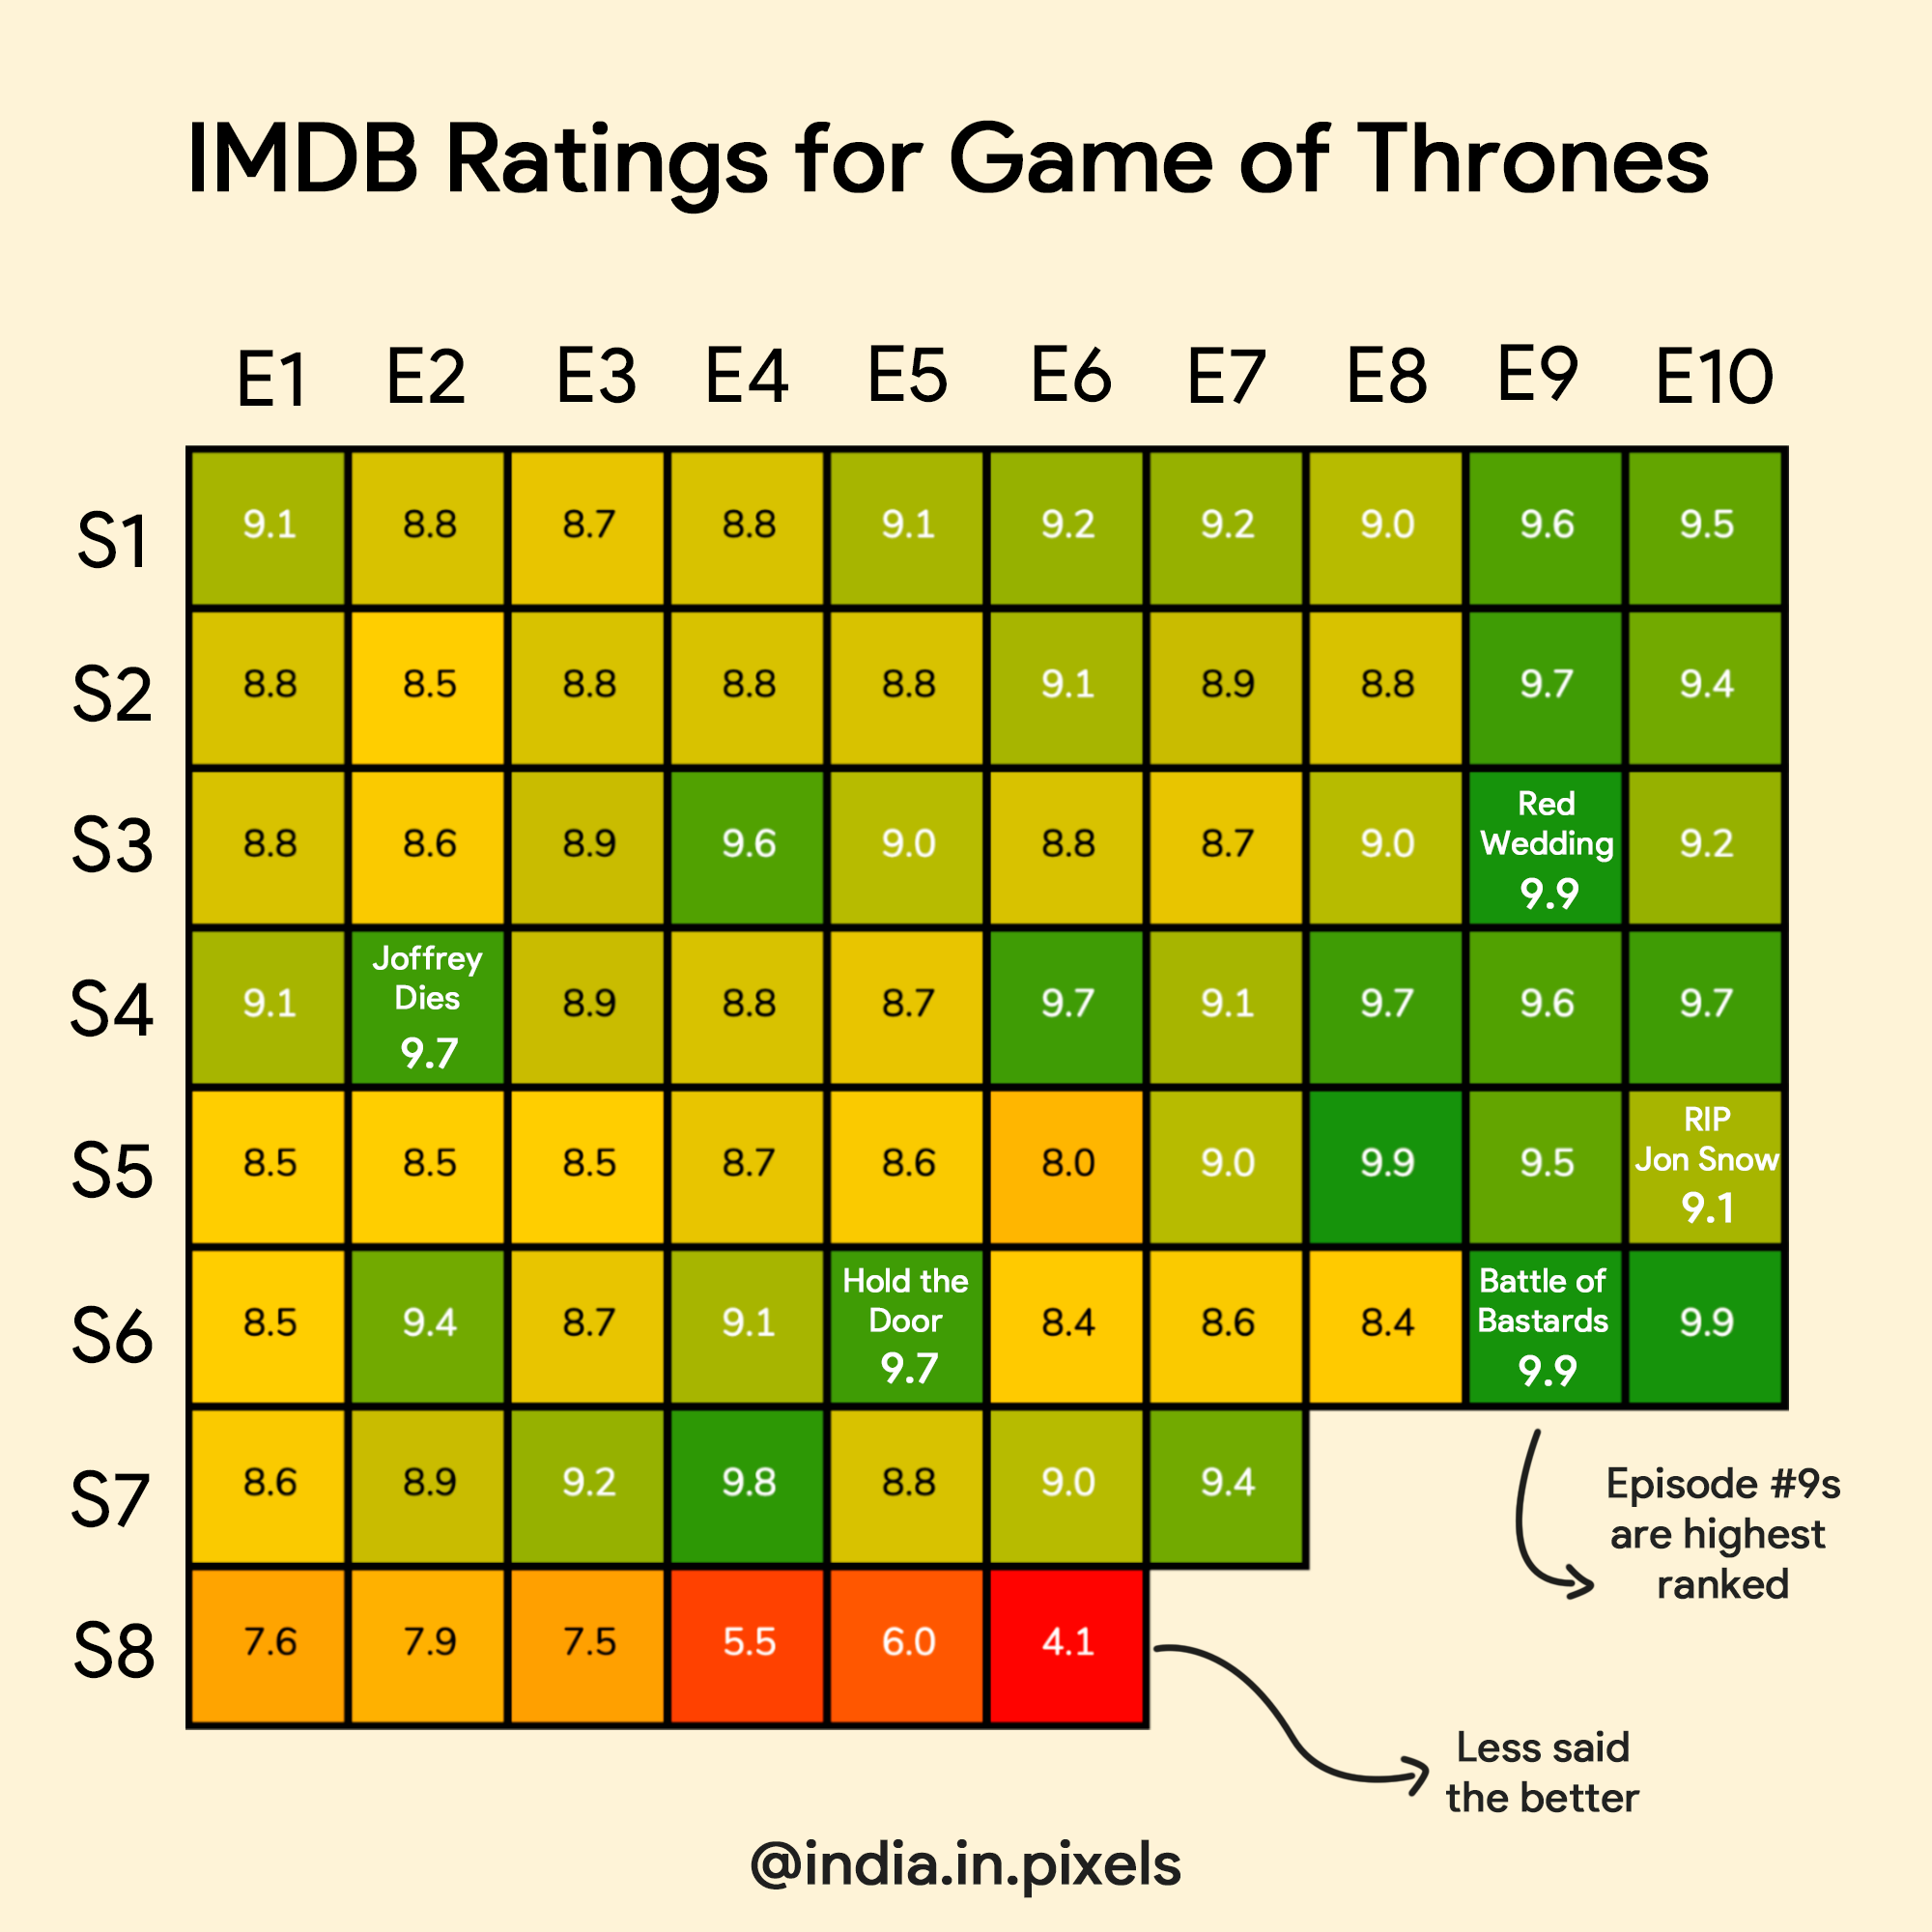 IMDB Ratings for Game of Thrones
E1 E2 E3 E4 E5 E6 E7 E8 E9 E10
S1 9.1 8.8 8.7 8.8 9.1 9.2 9.2 9.0 9.6 9.5
S2 8.8 8.5 8.8 8.8 8.8 9.1 8.9 8.8 9.7 9.4
S3 8.8 8.6 8.9 9.6 9.0 8.8 8.7 9.0 Red Wedding 9.9 9.2
S4 9.1 Joffrey Dies 9.7 8.9 8.8 8.7 9.7 9.1 9.7 9.6 9.7
S5 8.5 8.5 8.5 8.7 8.6 8.0 9.0 9.9 9.5 RIP Jon Snow 9.1
S6 8.5 9.4 8.7 9.1 Hold the Door 9.7 8.4 8.6 8.4 Battle of Bastards 9.9 9.9
S7 8.6 8.9 9.2 9.8 8.8 9.0 9.4
Episode #9s
are highest
ranked
S8 7.6 7.9 7.5 5.5 6.0 4.1
Less said
the better
@india.in.pixels